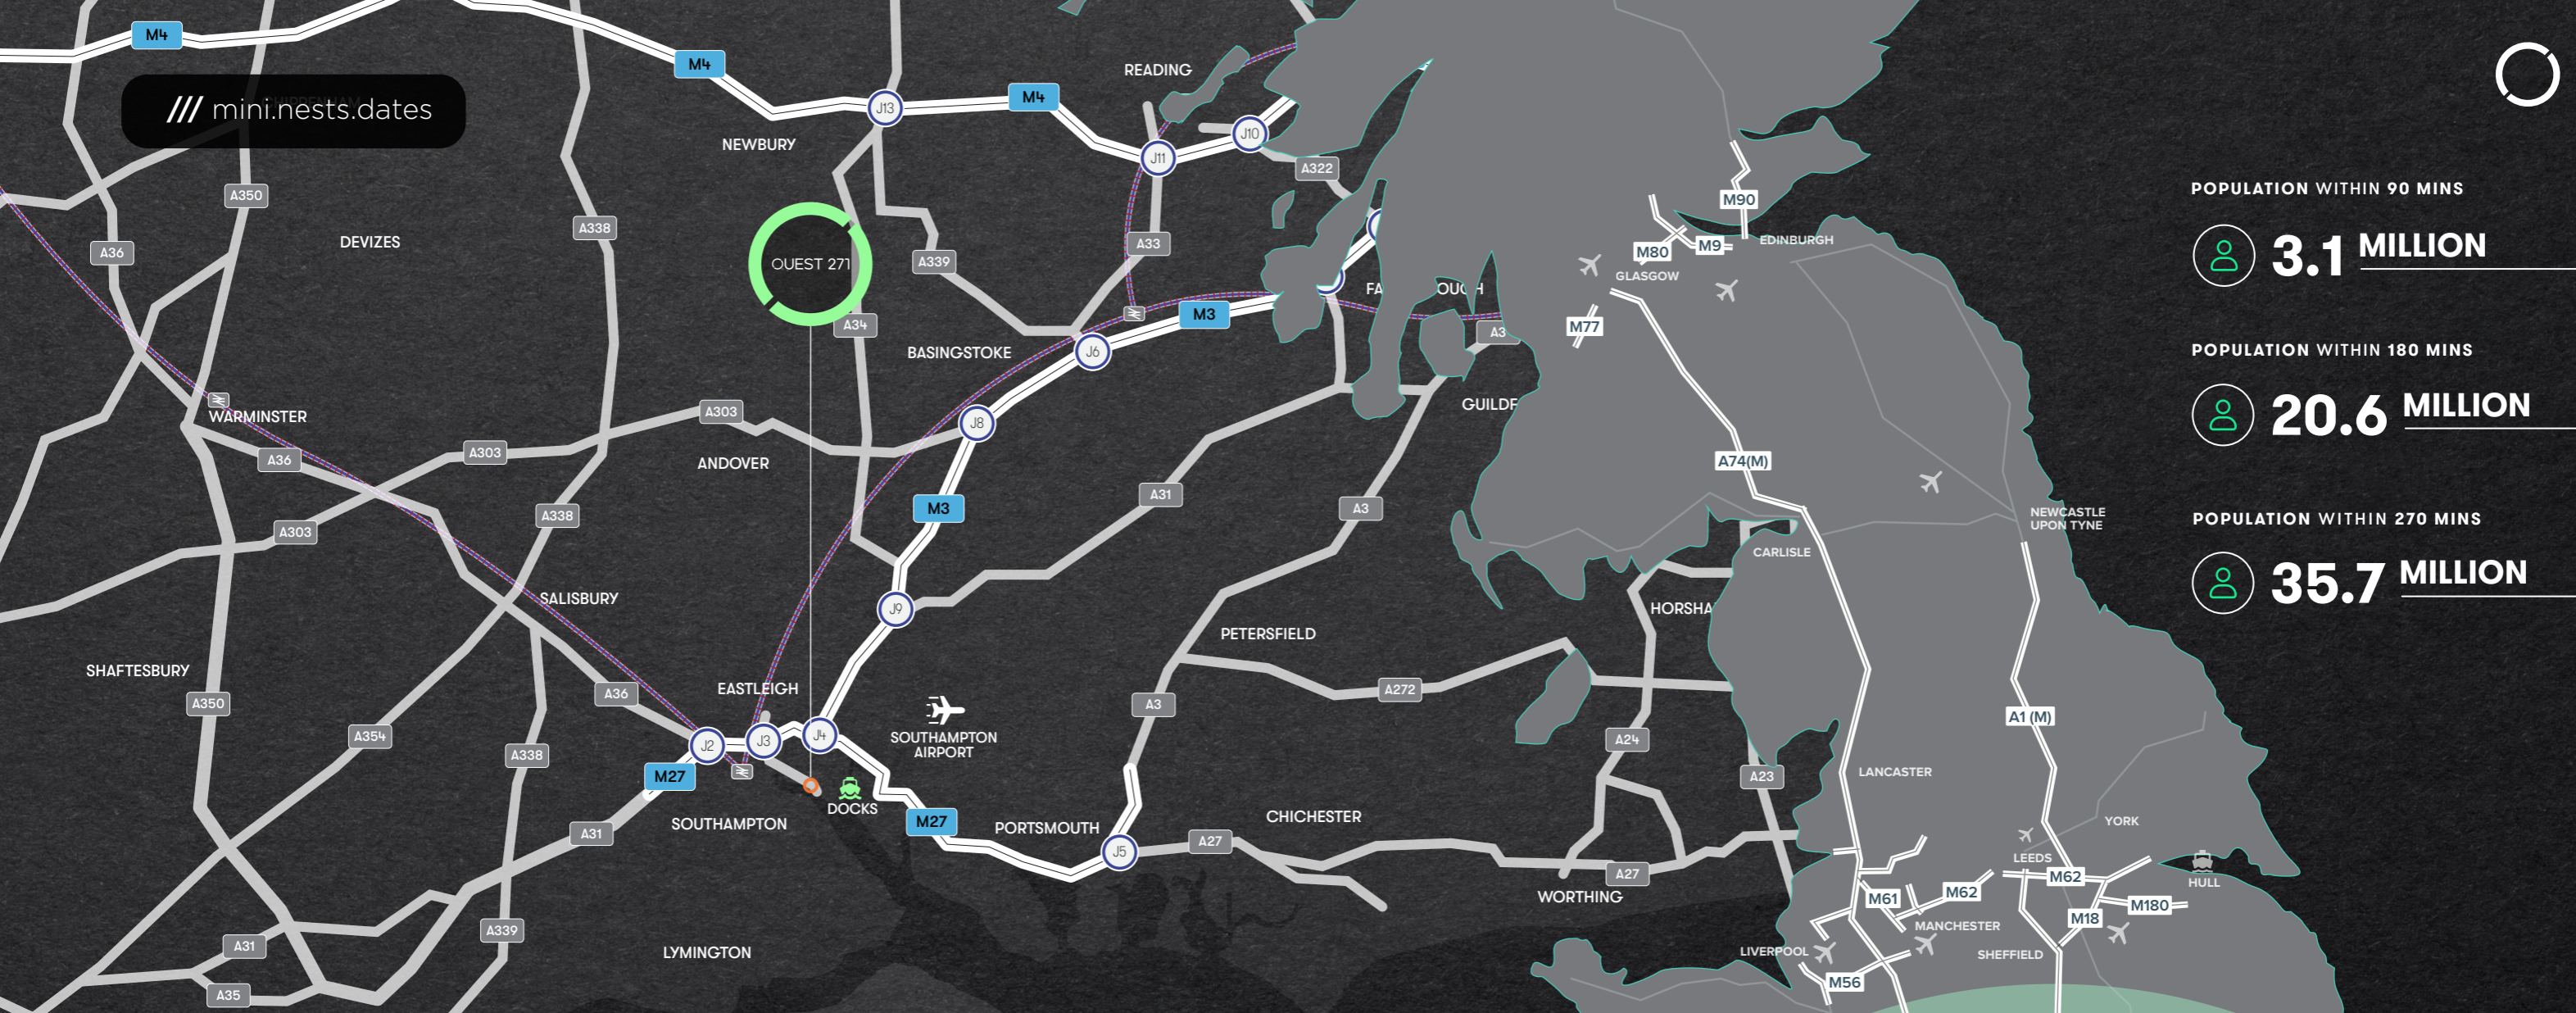 M4
M4
READING
M4
/// mini.nests.dates
J13
NEWBURY
J10
J11
A322
A350
M90
POPULATION WITHIN 90 MINS
A338
DEVIZES
A36
A33
EDINBURGH
M9
M80
3.1 MILLION
A339
OUEST 271
GLASGOW
M3
A34
M77
A3
BASINGSTOKE
J6
POPULATION WITHIN 180 MINS
WARMINSTER
A303
GUILDF
20.6 MILLION
J8
A303
A36
ANDOVER
A74(M)
A31
A338
M3
A3
NEWCASTLE
UPON TYNE
POPULATION WITHIN 270 MINS
A303
CARLISLE
SALISBURY
J9
HORSHA
35.7 MILLION
PETERSFIELD
SHAFTESBURY
EASTLEIGH
A36
A272
A350
A3
A1 (M)
A354
J2
J3
J4
SOUTHAMPTON
AIRPORT
A24
A338
M27
A23
LANCASTER
DOCKS
SOUTHAMPTON
M27
PORTSMOUTH
CHICHESTER
YORK
A31
J5
A27
LEEDS
A27
M62
HULL
WORTHING
M61
M62
M180
M18
A339
MANCHESTER
A31
LYMINGTON
LIVERPOOL
SHEFFIELD
M56
A35